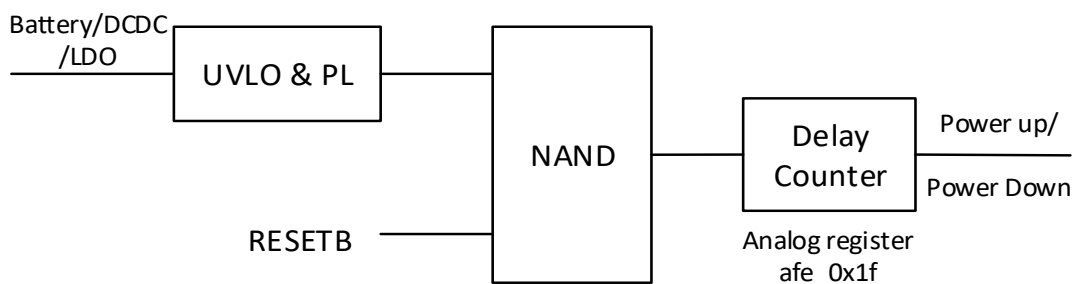 Battery/DCDC
/LDO
UVLO & PL
NAND
RESETB
Delay
Counter
Analog register
afe 0x1f
Power up/
Power Down